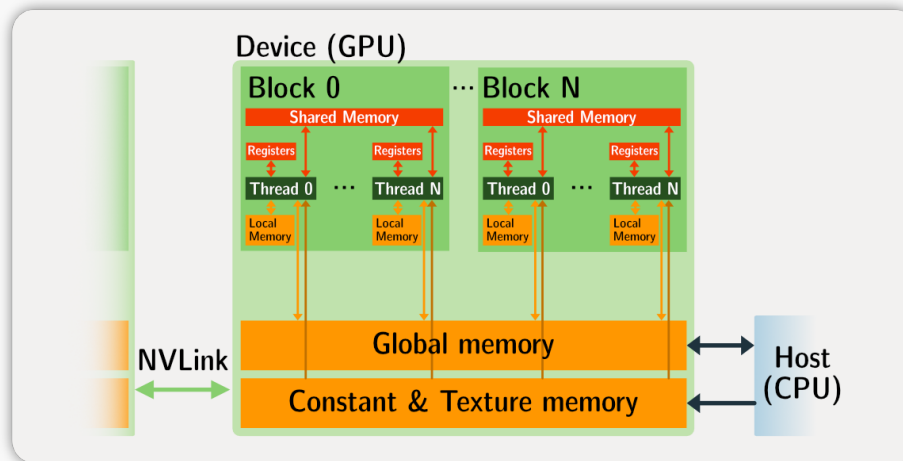 Device (GPU)
Block 0
...
Block N
Shared Memory
Shared Memory
Registers
Registers
Registers
Registers
Thread 0
...
Thread N
Thread 0
...
Thread N
Local
Memory
Local
Memory
Local
Memory
Local
Memory
Global memory
NVLink
Host
(CPU)
Constant & Texture memory